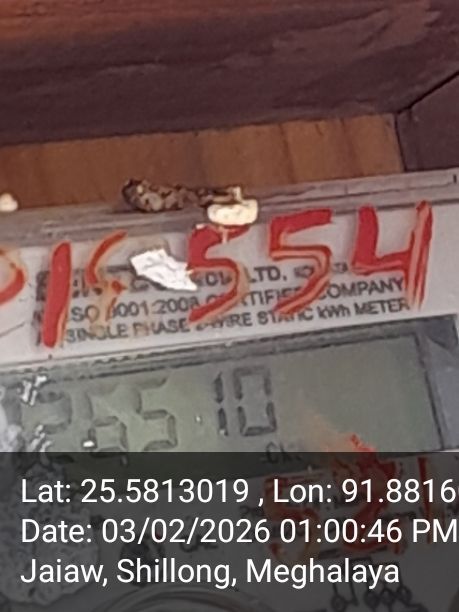 554
LTD.
ISO 9001:2008 CERTIFIED COMPANY
SINGLE PHASE 2-WIRE STATIC kWh METER
26510
Lat: 25.5813019 , Lon: 91.8816
Date: 03/02/2026 01:00:46 PM
Jaiaw, Shillong, Meghalaya